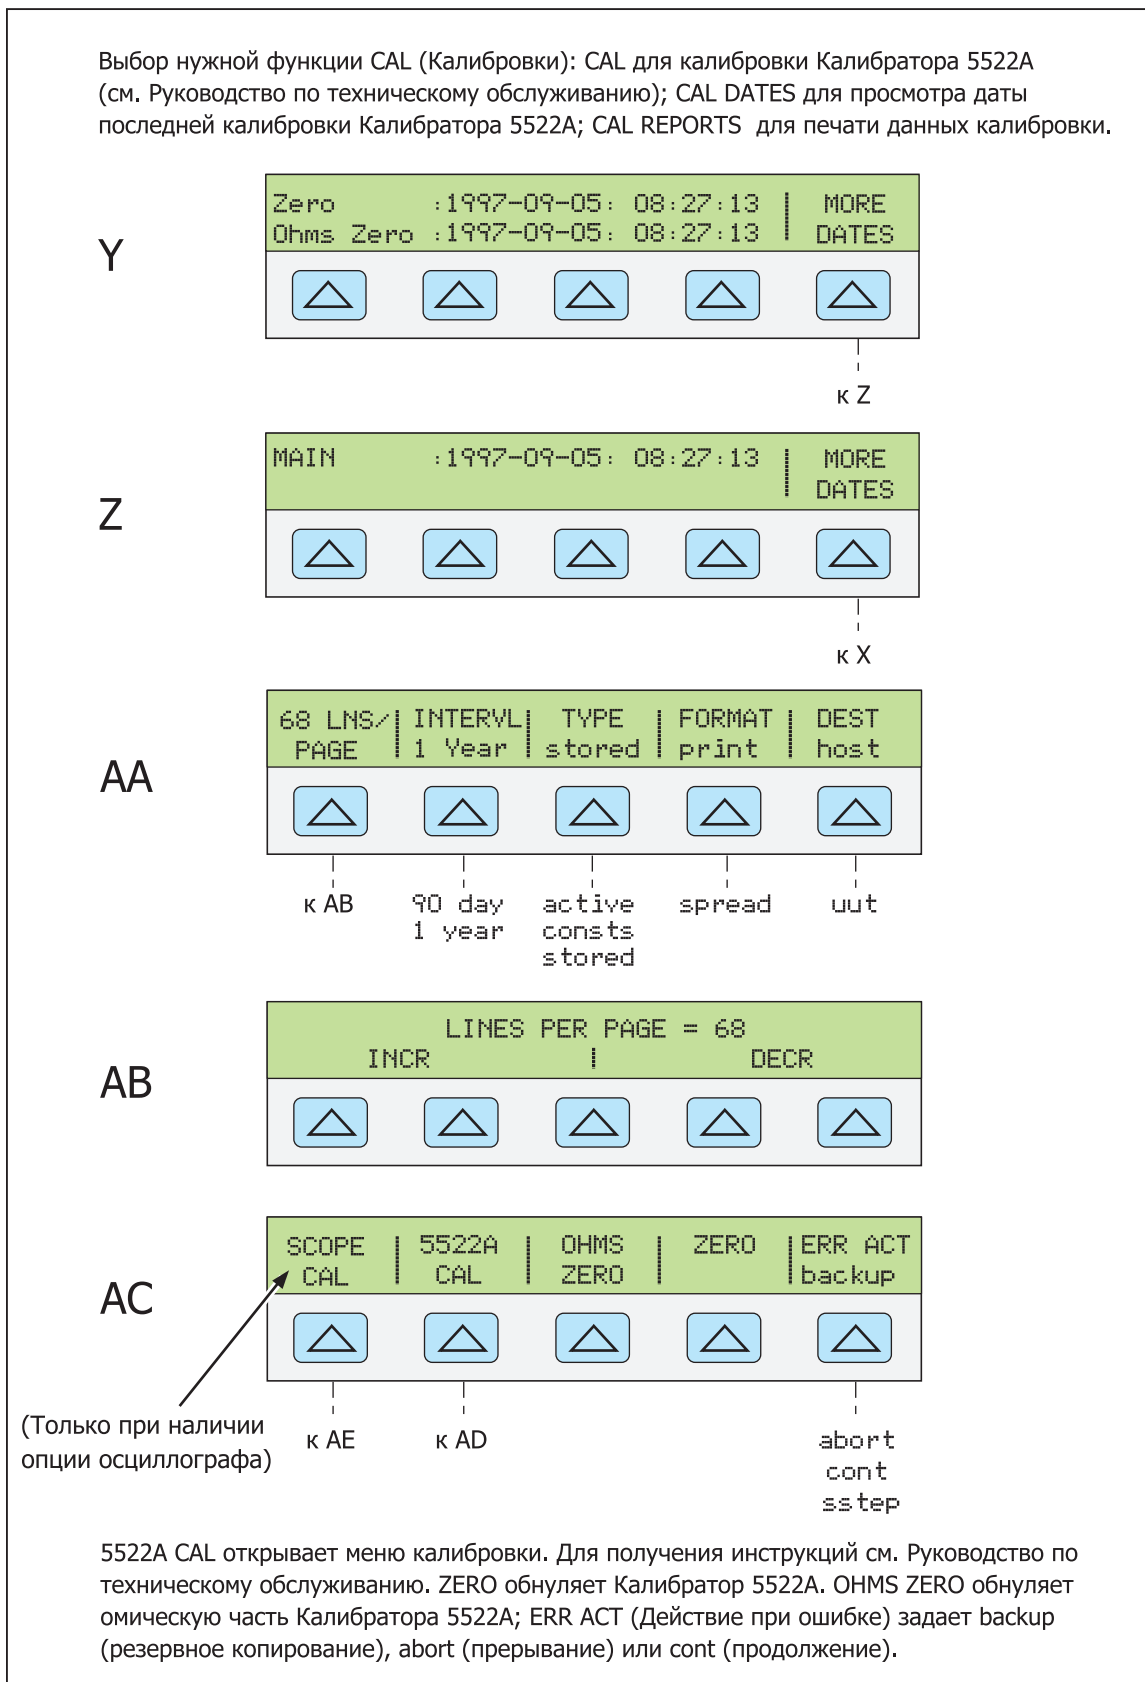 Выбор нужной функции CAL (Калибровки): CAL для калибровки Калибратора 5522A
(см. Руководство по техническому обслуживанию); CAL DATES для просмотра даты
последней калибровки Калибратора 5522A; CAL REPORTS для печати данных калибровки.
Y
Zero :1997-09-05: 08:27:13 MORE
Ohms Zero :1997-09-05: 08:27:13 DATES
к Z
Z
MAIN :1997-09-05: 08:27:13 MORE
DATES
к X
AA
68 LNS/ INTERVL TYPE FORMAT DEST
PAGE 1 Year stored print host
к AB 90 day active spread uut
1 year consts
stored
AB
LINES PER PAGE = 68
INCR DECR
AC
SCOPE 5522A OHMS ZERO ERR ACT
CAL CAL ZERO backup
(Только при наличии
опции осциллографа)
к AE к AD abort
cont
sstep
5522A CAL открывает меню калибровки. Для получения инструкций см. Руководство по
техническому обслуживанию. ZERO обнуляет Калибратор 5522A. OHMS ZERO обнуляет
омическую часть Калибратора 5522A; ERR ACT (Действие при ошибке) задает backup
(резервное копирование), abort (прерывание) или cont (продолжение).